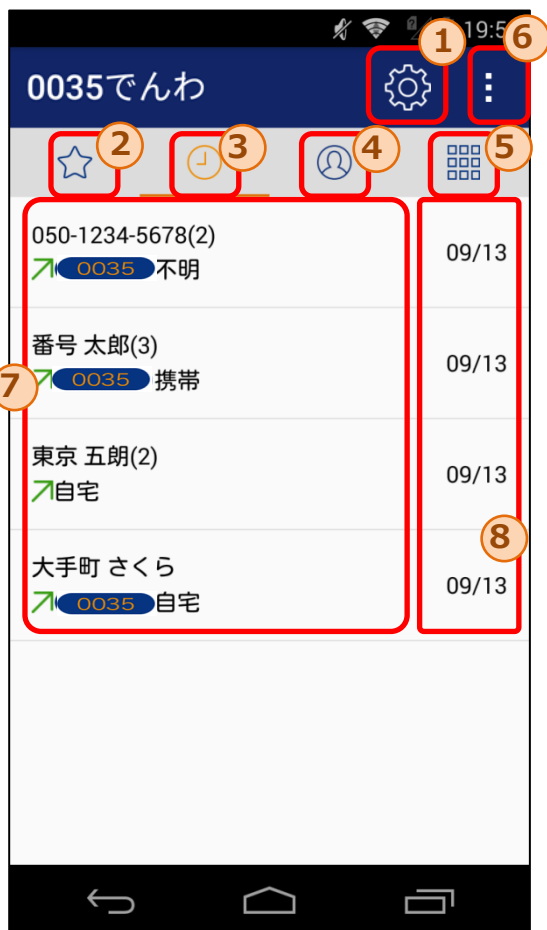 19:5
1
6
0035でんわ
2
3
4
5
050-1234-5678(2)
0035 不明
09/13
番号 太郎(3)
0035 携帯
09/13
7
東京 五朗(2)
自宅
09/13
8
大手町 さくら
0035 自宅
09/13